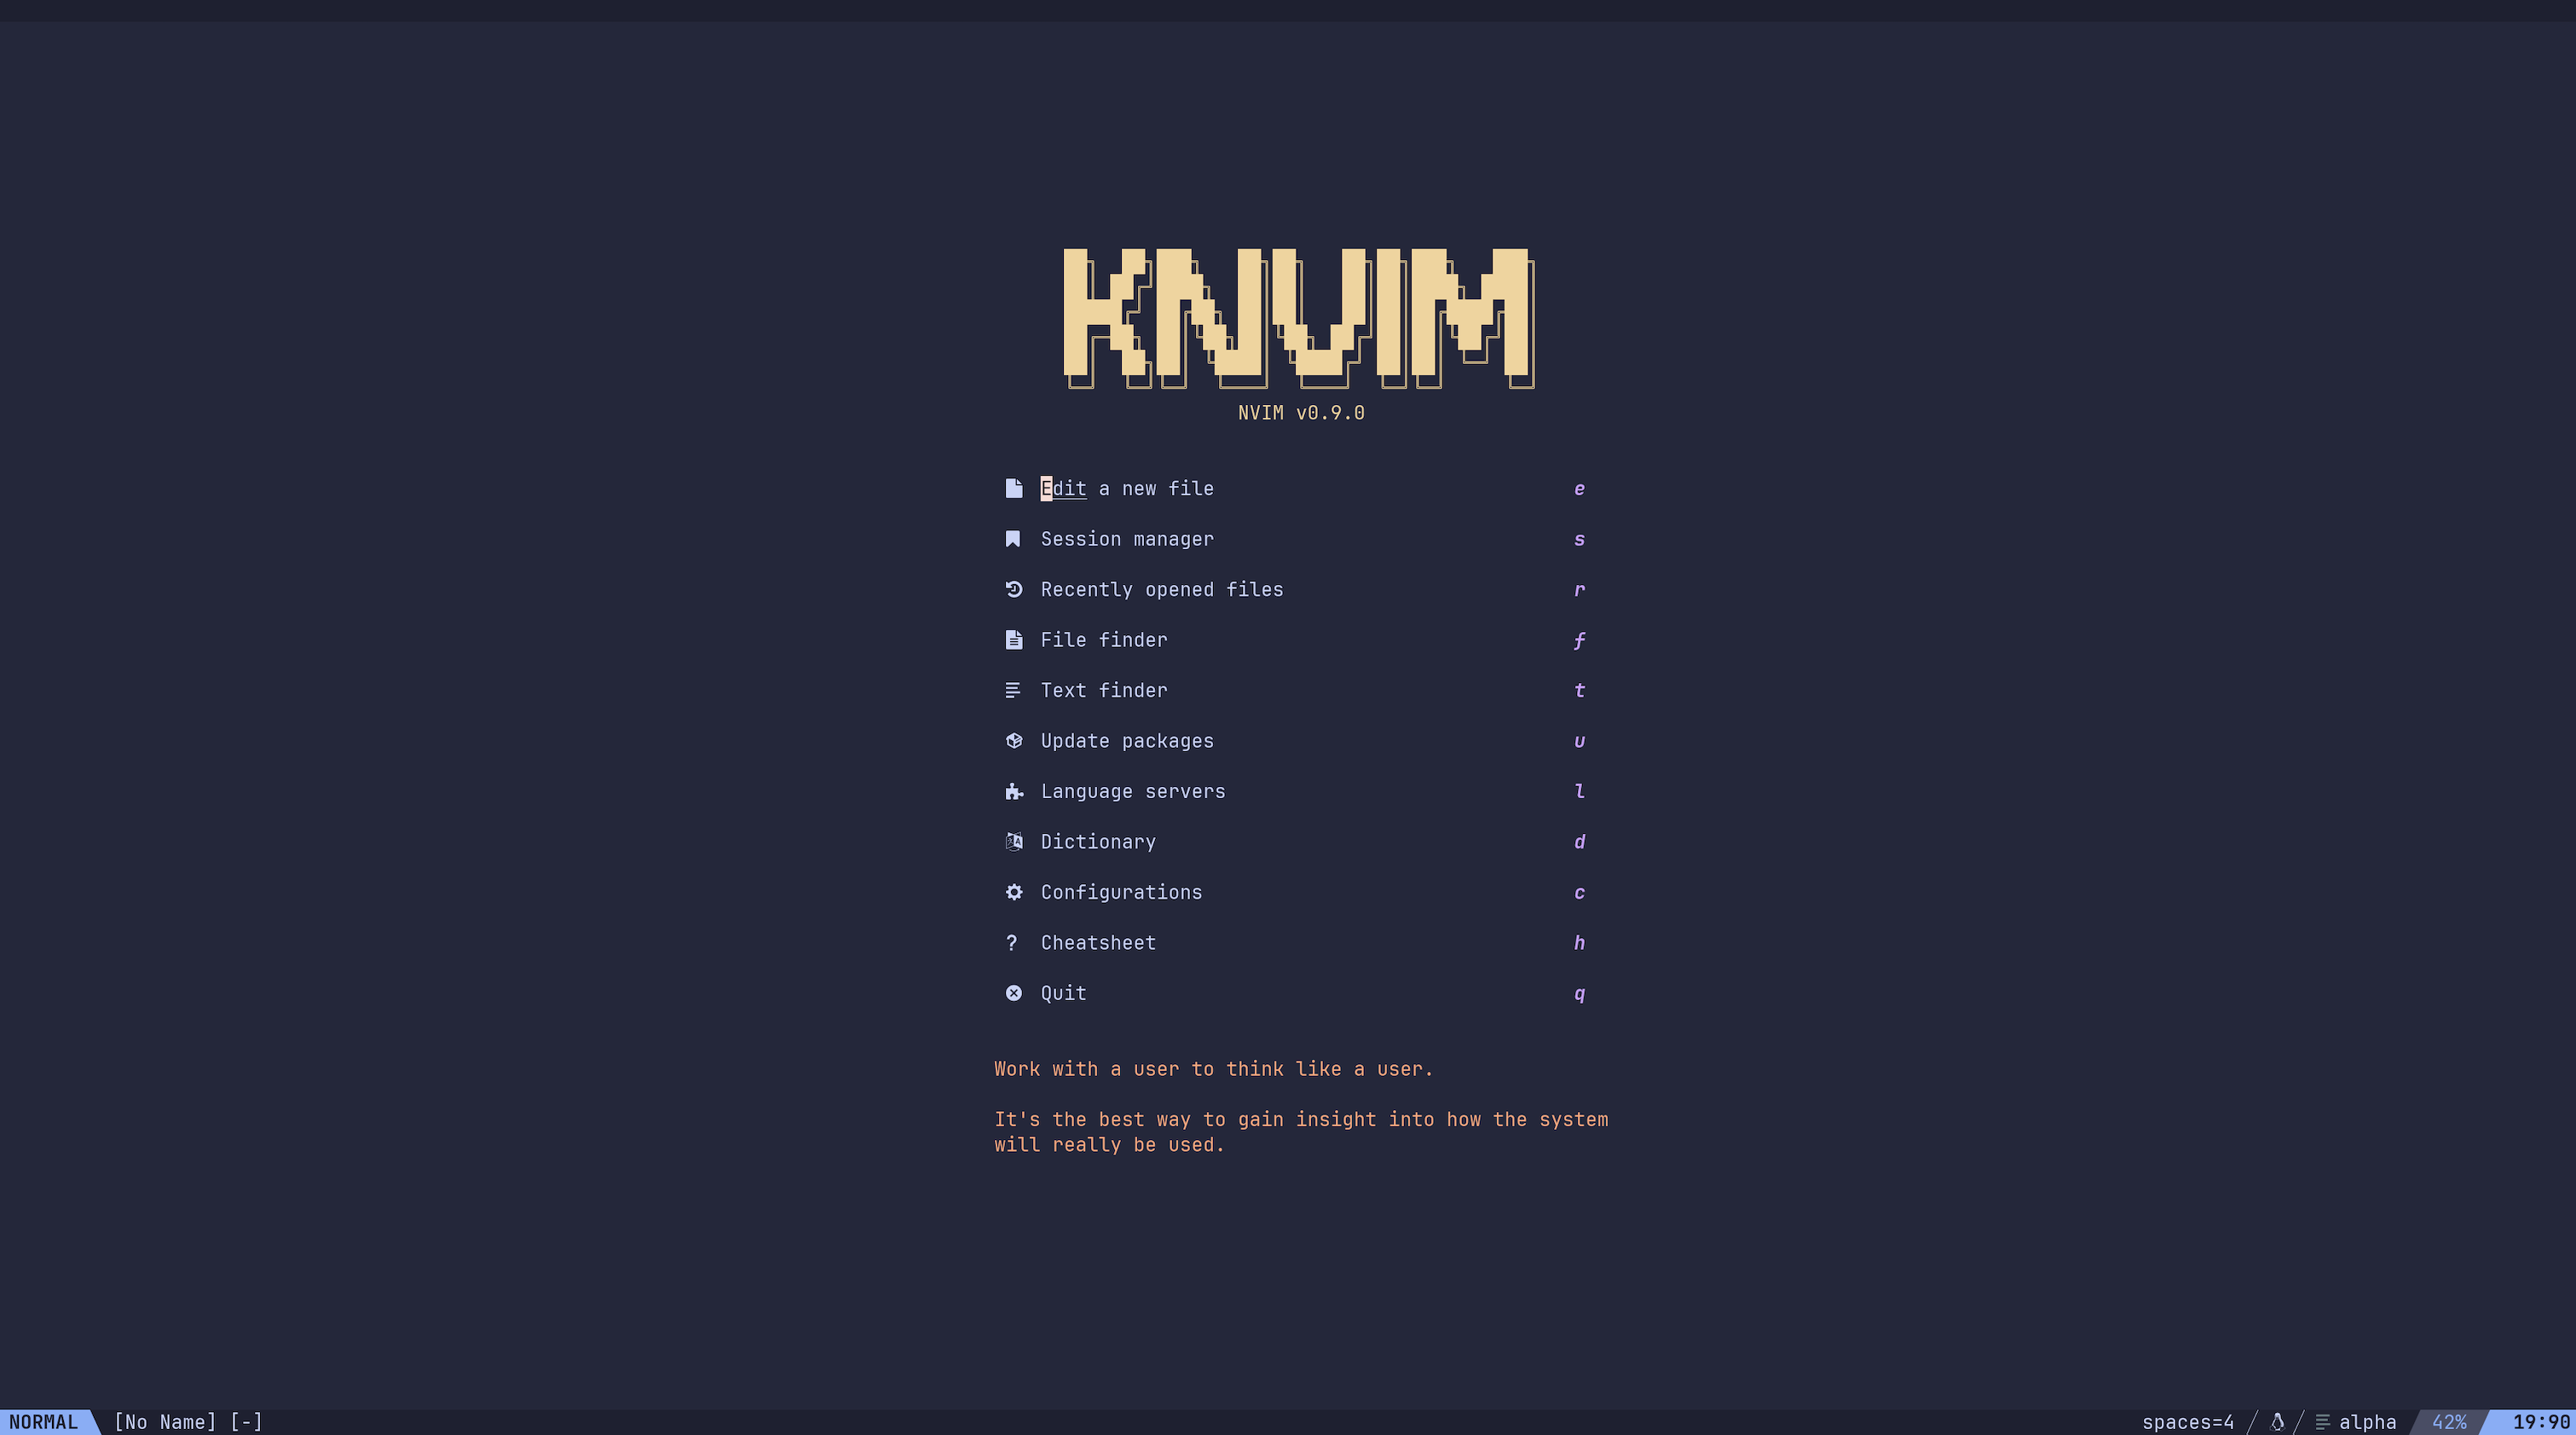 KNVIM
NVIM v0.9.0
Edit a new file e
Session manager s
Recently opened files r
File finder f
Text finder t
Update packages u
Language servers l
Dictionary d
Configurations c
? Cheatsheet h
Quit q
Work with a user to think like a user.
It's the best way to gain insight into how the system
will really be used.
NORMAL [No Name] [-] spaces=4 alpha 42% 19:90